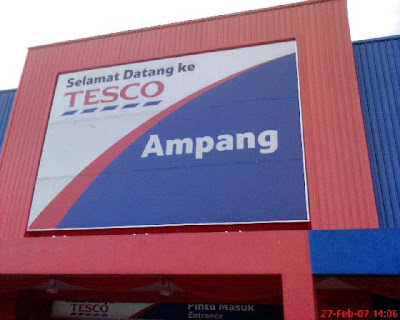 Selamat Datang ke
TESCO
Ampang
TESCO
Pintu Masuk
Entrance
27-Feb-07 14:06